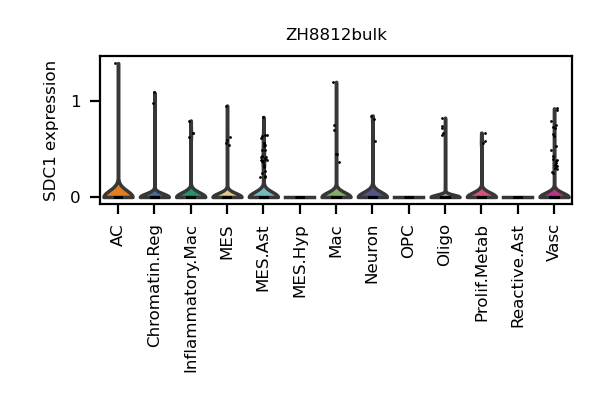 ZH8812bulk
SDC1 expression
1
0
AC
Chromatin.Reg
Inflammatory.Mac
MES
MES.Ast
MES.Hyp
Mac
Neuron
OPC
Oligo
Prolif.Metab
Reactive.Ast
Vasc